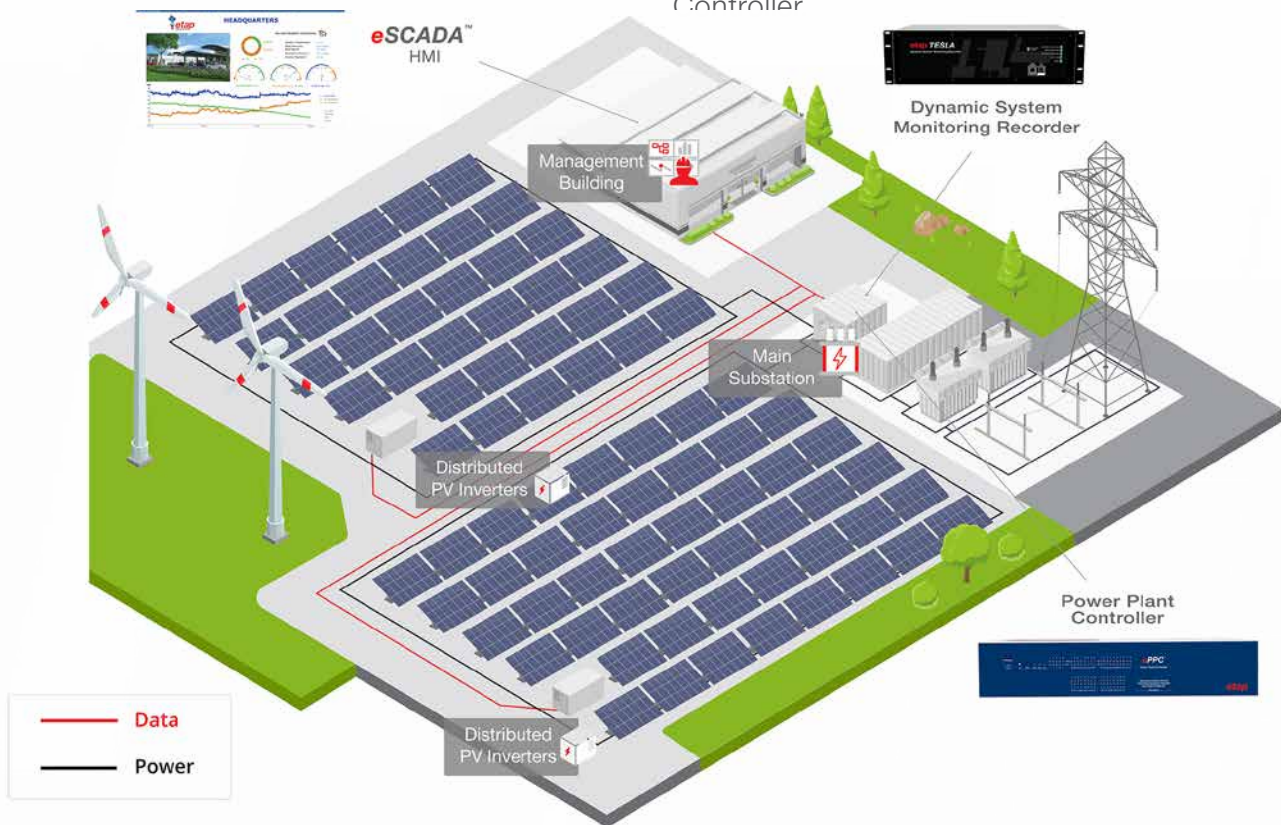 Controller
etap
HEADQUARTERS
eSCADA™
HMI
etap TESLA
Dynamic System
Monitoring Recorder
Management
Building
Main
Substation
Distributed
PV Inverters
Power Plant
Controller
ePPC
etap
Distributed
PV Inverters
Data
Power